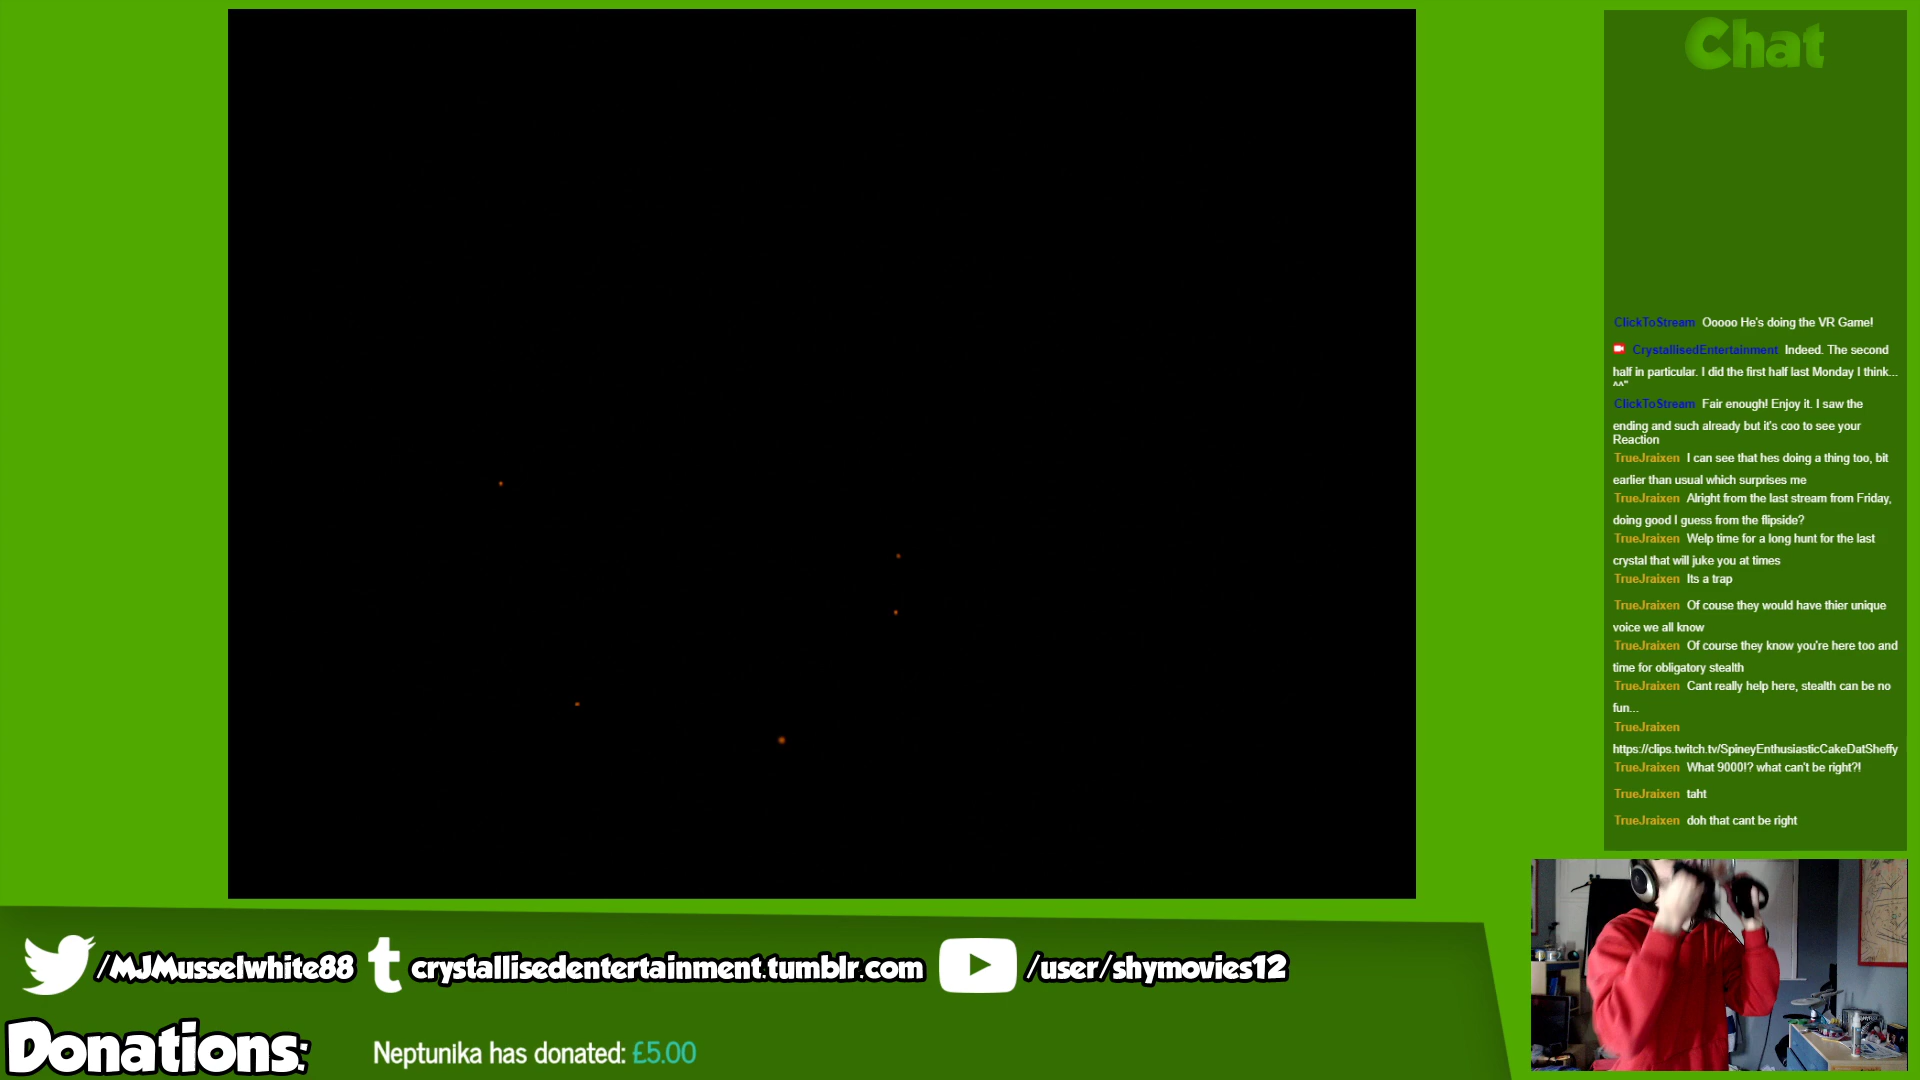 Chat
ClickToStream Ooooo He's doing the VR Game!
CrystallisedEntertainment Indeed. The second
half in particular. I did the first half last Monday I think...
^^"
ClickToStream Fair enough! Enjoy it. I saw the
ending and such already but it's coo to see your
Reaction
TrueJraixen I can see that hes doing a thing too, bit
earlier than usual which surprises me
TrueJraixen Alright from the last stream from Friday,
doing good I guess from the flipside?
TrueJraixen Welp time for a long hunt for the last
crystal that will juke you at times
TrueJraixen Its a trap
TrueJraixen Of couse they would have thier unique
voice we all know
TrueJraixen Of course they know you're here too and
time for obligatory stealth
TrueJraixen Cant really help here, stealth can be no
fun...
TrueJraixen
https://clips.twitch.tv/SpineyEnthusiasticCakeDatSheffy
TrueJraixen What 9000!? what can't be right?!
TrueJraixen taht
TrueJraixen doh that cant be right
/MJMusselwhite88 crystallisedentertainment.tumblr.com /user/shymovies12
Donations:
Neptunika has donated: £5.00